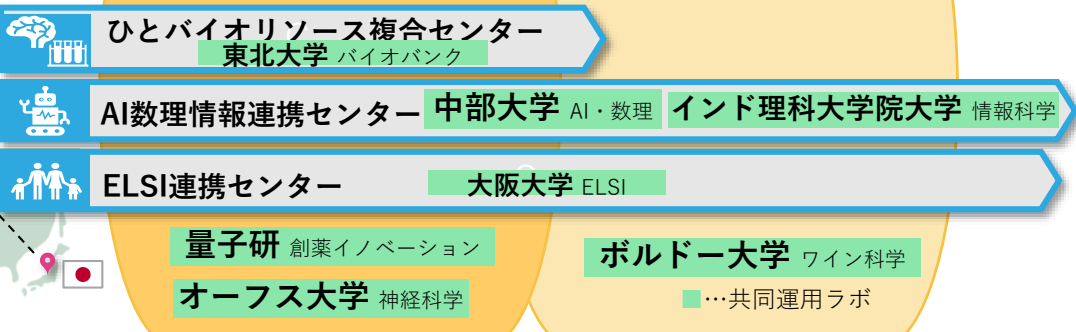 ひとバイオリソース複合センター
東北大学 バイオバンク
AI数理情報連携センター 中部大学 AI・数理 インド理科大学院大学 情報科学
ELSI連携センター 大阪大学 ELSI
量子研 創薬イノベーション
ボルドー大学 ワイン科学
オーフス大学 神経科学
…共同運用ラボ